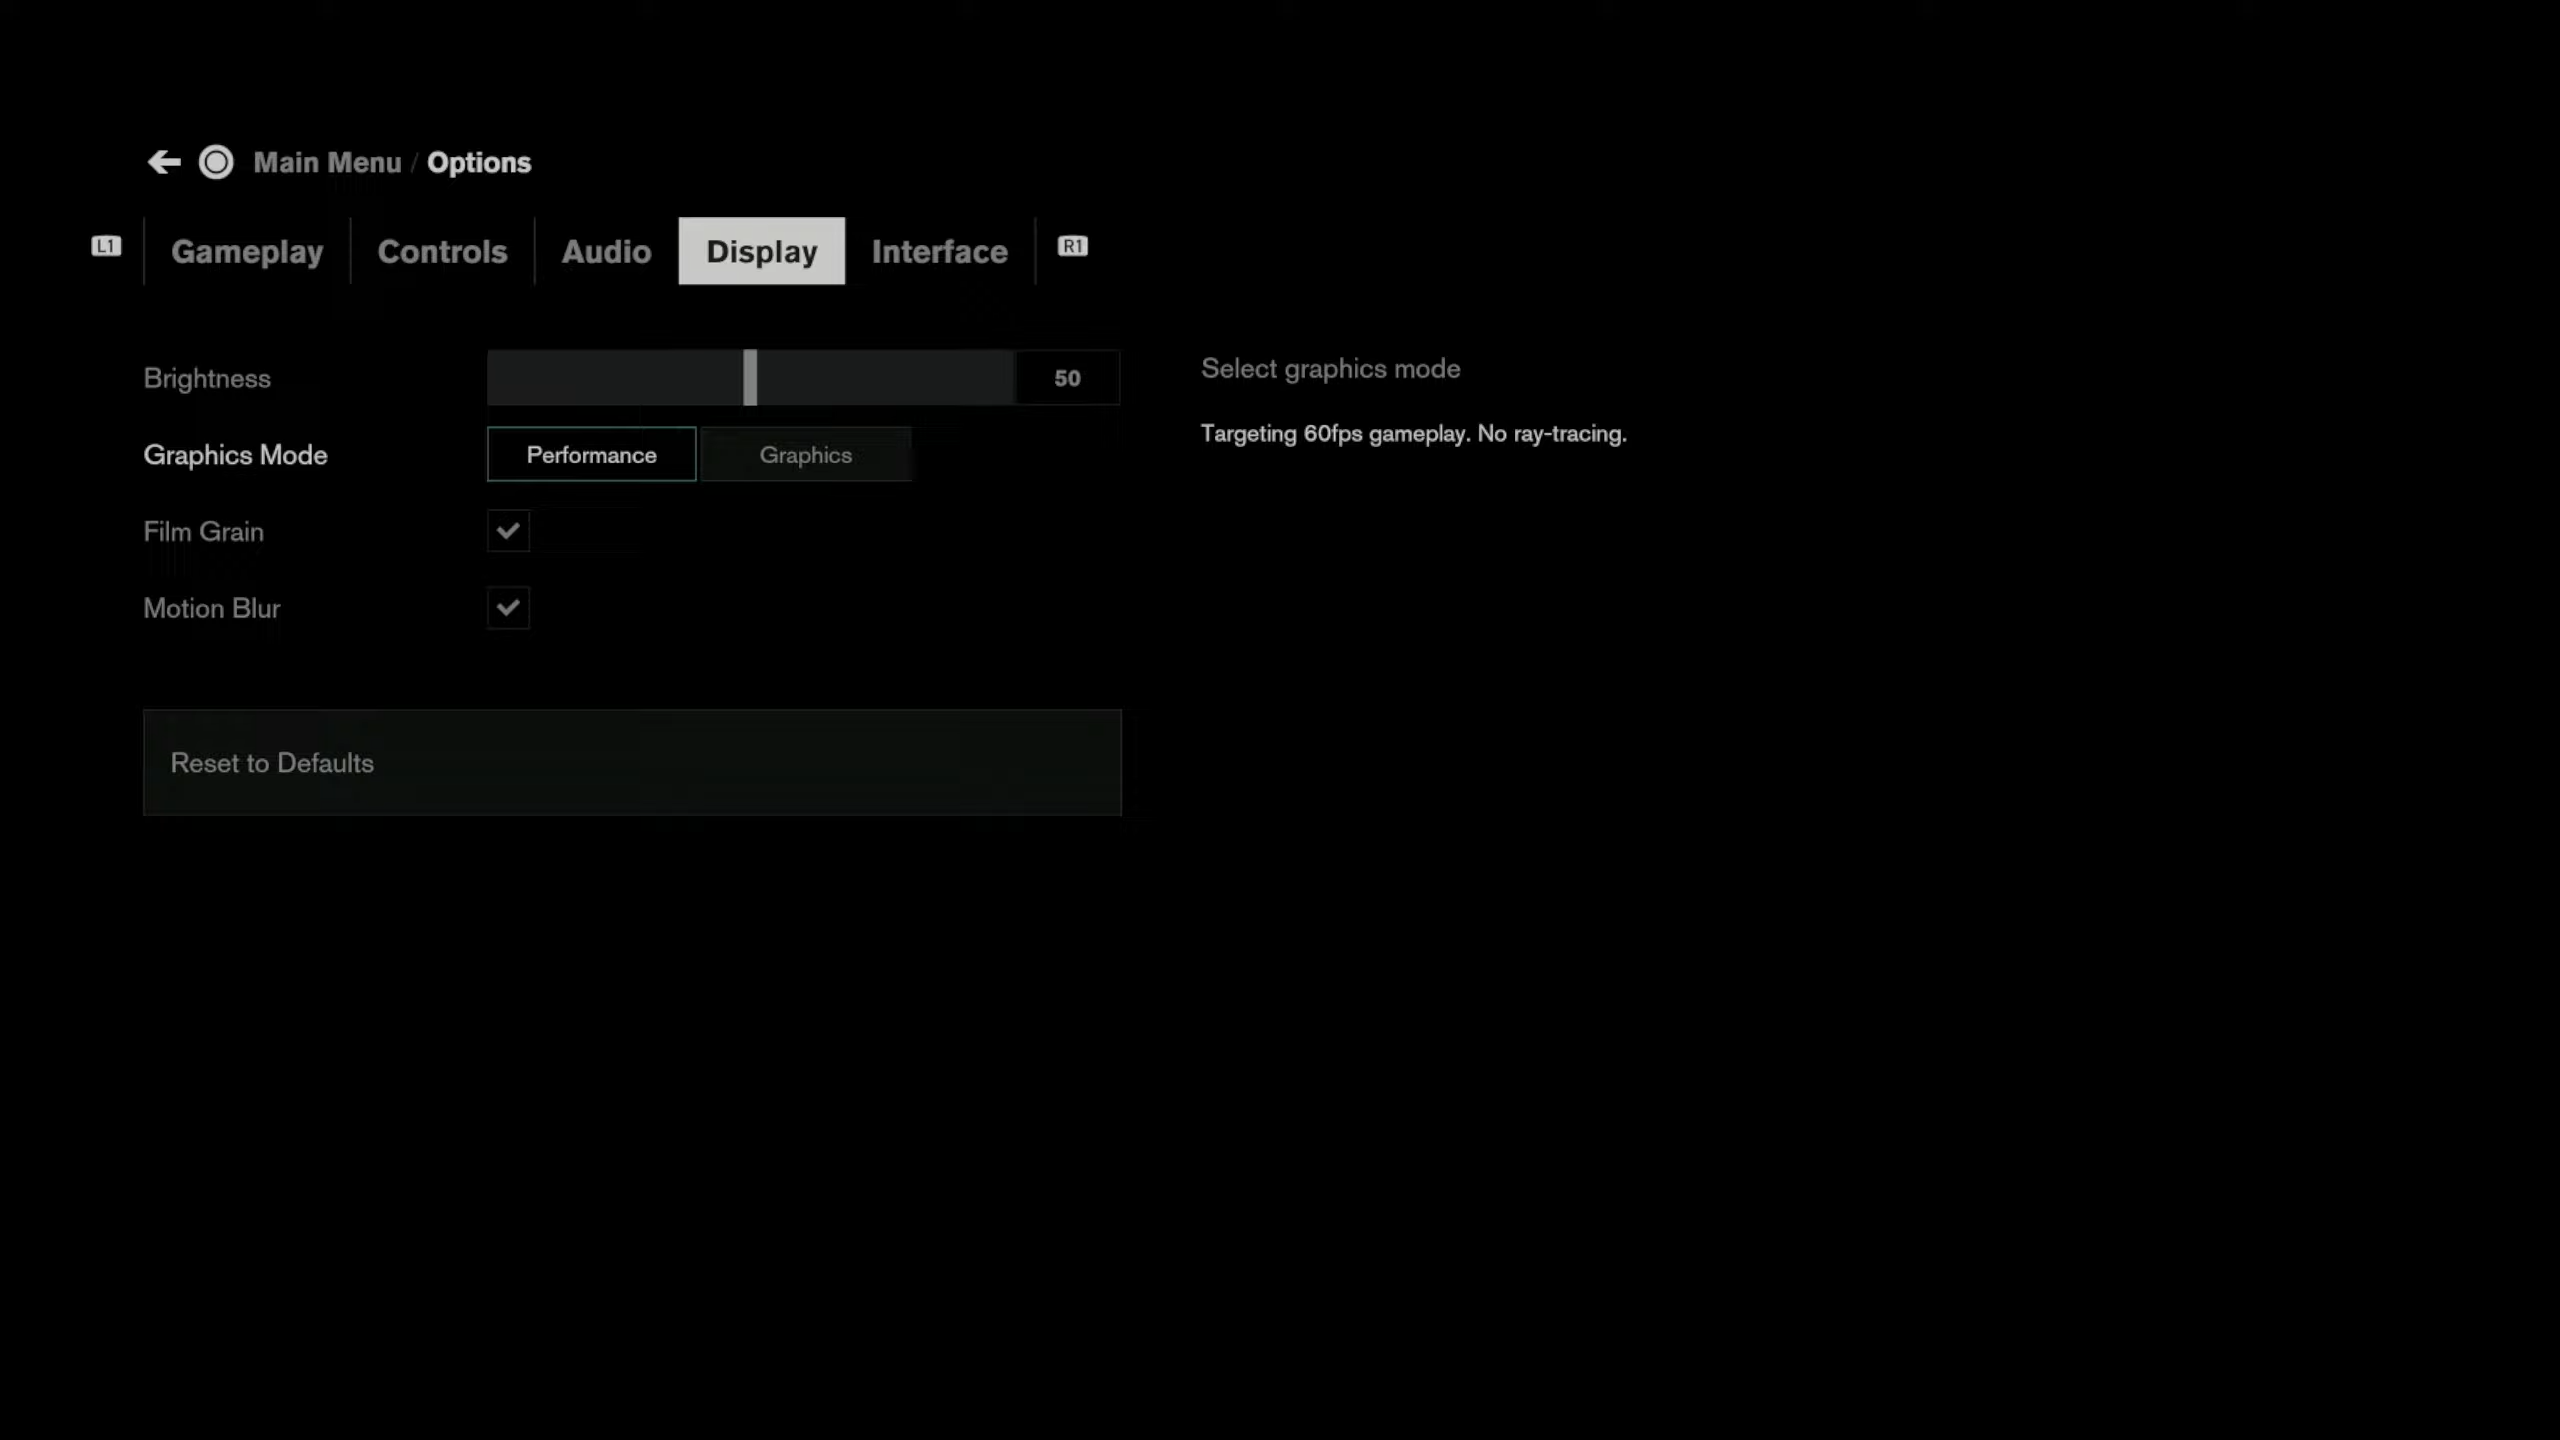 Main Menu / Options
L1 Gameplay Controls Audio Display Interface R1
Brightness 50
Graphics Mode Performance Graphics
Film Grain
Motion Blur
Reset to Defaults
Select graphics mode
Targeting 60fps gameplay. No ray-tracing.